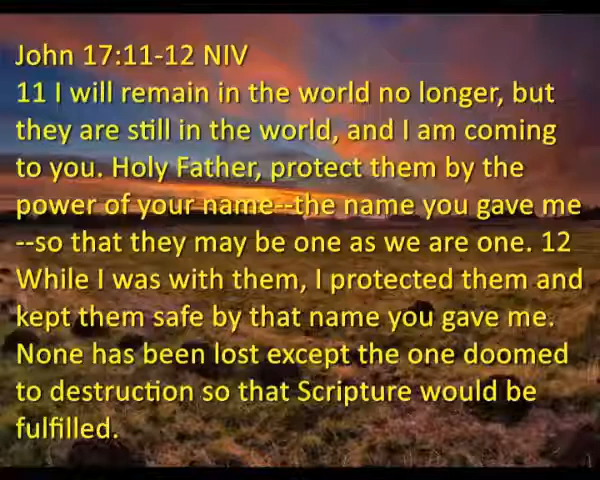 John 17:11-12 NIV
11 I will remain in the world no longer, but
they are still in the world, and I am coming
to you. Holy Father, protect them by the
power of your name--the name you gave me
--so that they may be one as we are one. 12
While I was with them, I protected them and
kept them safe by that name you gave me.
None has been lost except the one doomed
to destruction so that Scripture would be
fulfilled.